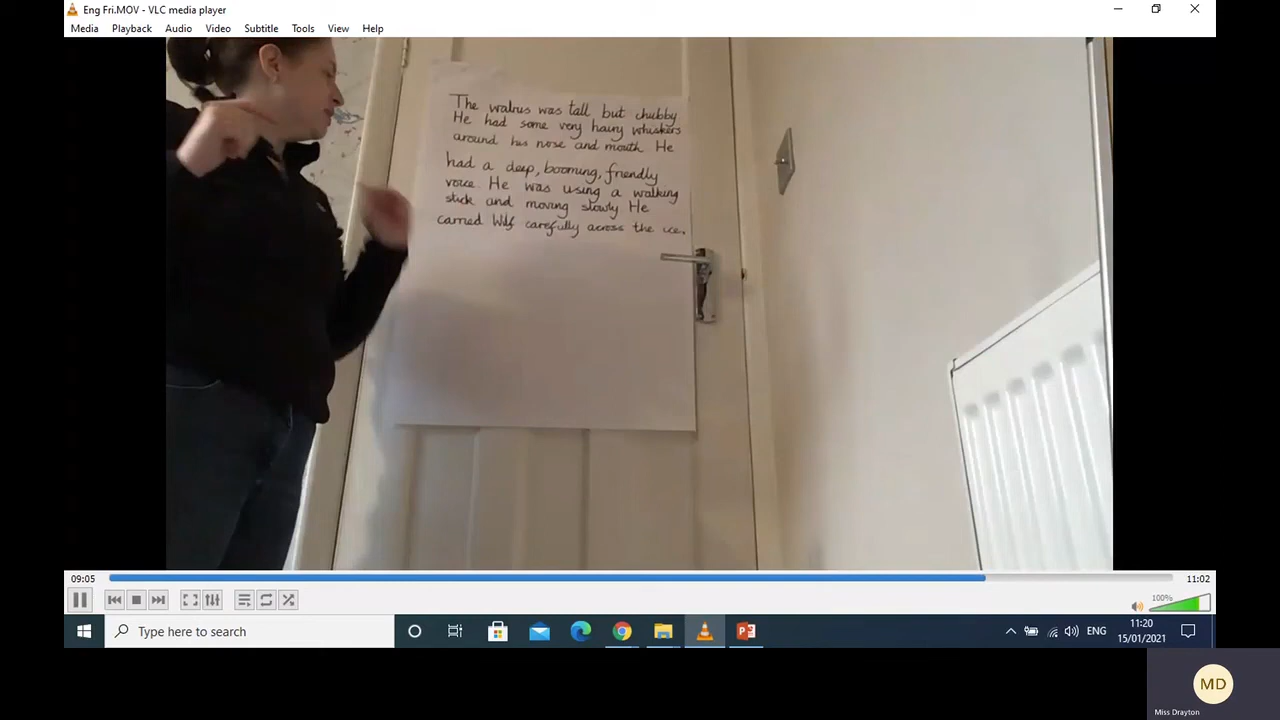 Eng Fri.MOV - VLC media player
Media Playback Audio Video Subtitle Tools View Help
The walrus was tall but chubby
He had some very hairy whiskers
around his nose and mouth He
had a deep, booming, friendly
voice He was using a walking
stick and moving slowly He
carried Wilf carefully across the ice.
09:05
11:02
100%
Type here to search
ENG
11:20
15/01/2021
MD
Miss Drayton